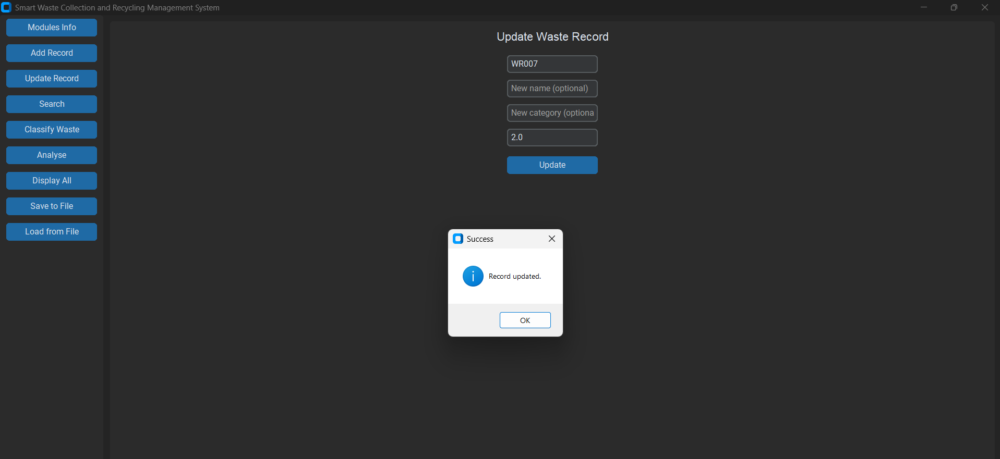 Smart Waste Collection and Recycling Management System
Modules Info
Add Record
Update Record
Search
Classify Waste
Analyse
Display All
Save to File
Load from File
Update Waste Record
WR007
New name (optional)
New category (optiona
2.0
Update
Success
Record updated.
OK